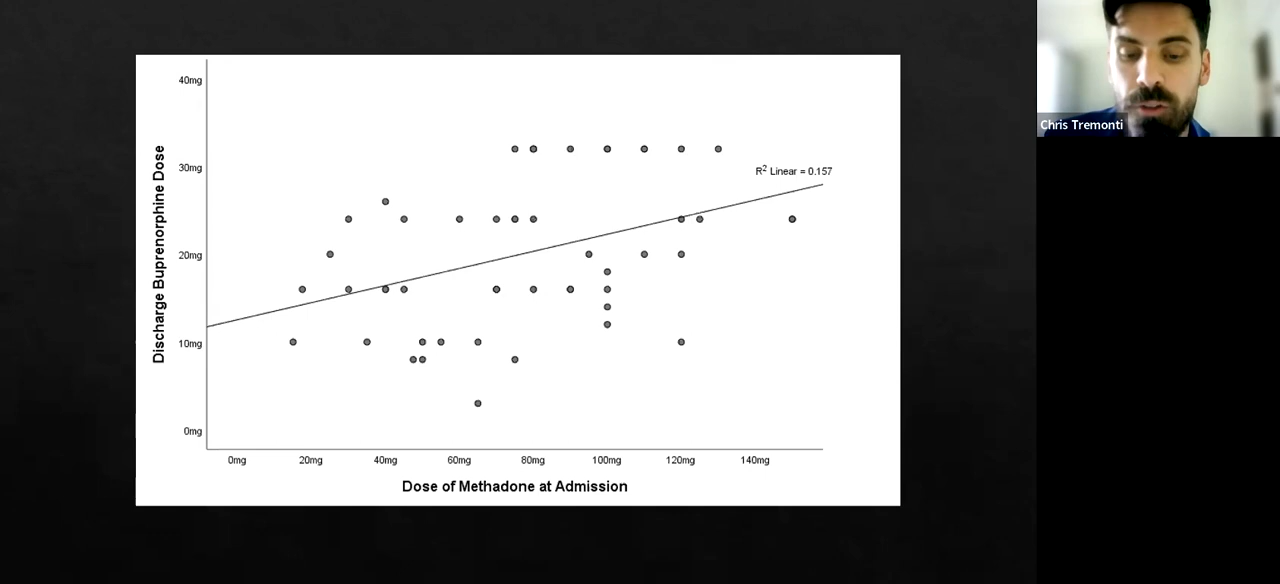 40mg
30mg
20mg
10mg
0mg
Discharge Buprenorphine Dose
R2 Linear = 0.157
0mg 20mg 40mg 60mg 80mg 100mg 120mg 140mg
Dose of Methadone at Admission
Chris Tremonti